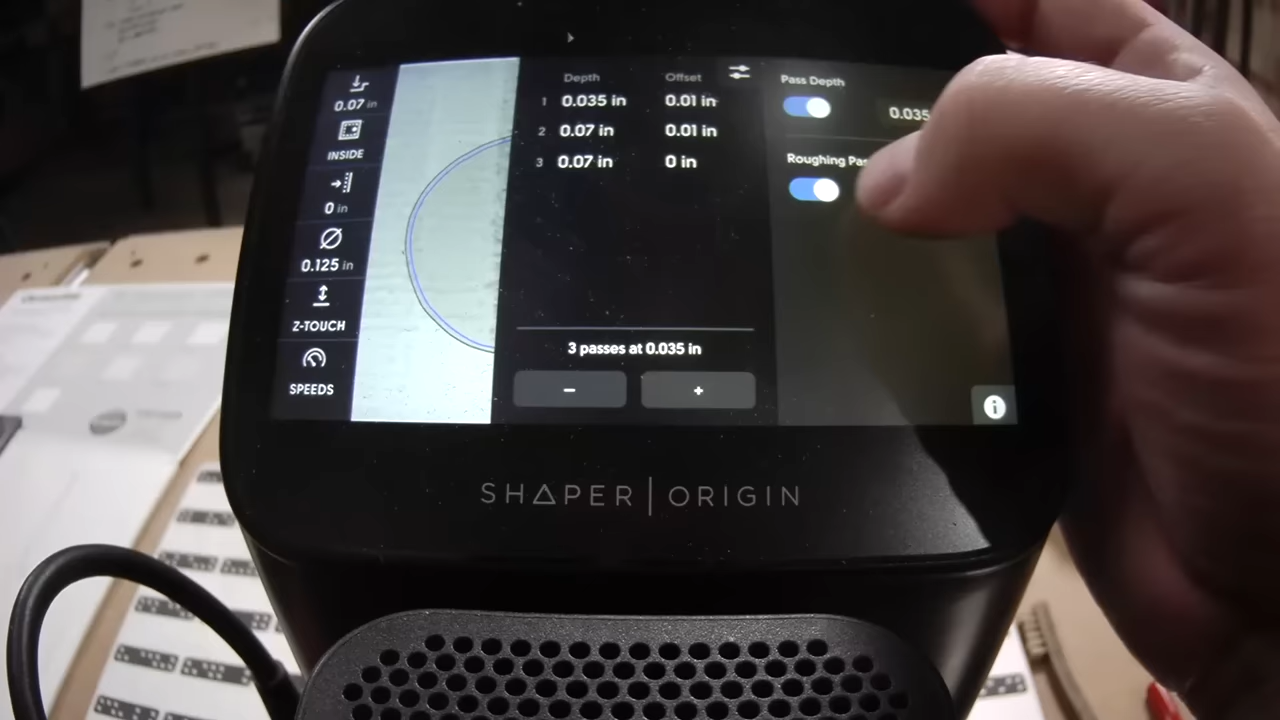 0.07 in
INSIDE
0 in
0.125 in
Z-TOUCH
SPEEDS
Depth Offset
1 0.035 in 0.01 in
2 0.07 in 0.01 in
3 0.07 in 0 in
3 passes at 0.035 in
- +
Pass Depth
0.035
Roughing Pas
i
SHAPER | ORIGIN